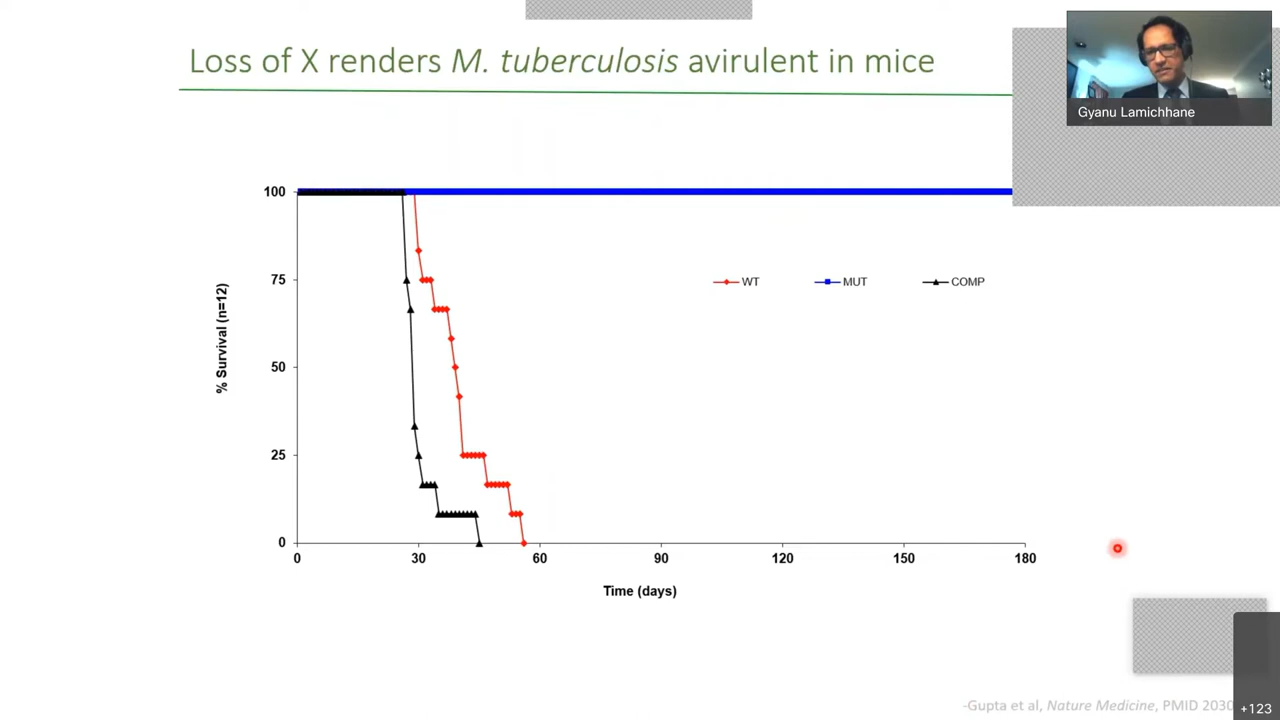 Loss of X renders M. tuberculosis avirulent in mice
Gyanu Lamichhane
100
75
50
25
0
% Survival (n=12)
WT
MUT
COMP
0
30
60
90
120
150
180
Time (days)
-Gupta et al, Nature Medicine, PMID 2030
+123